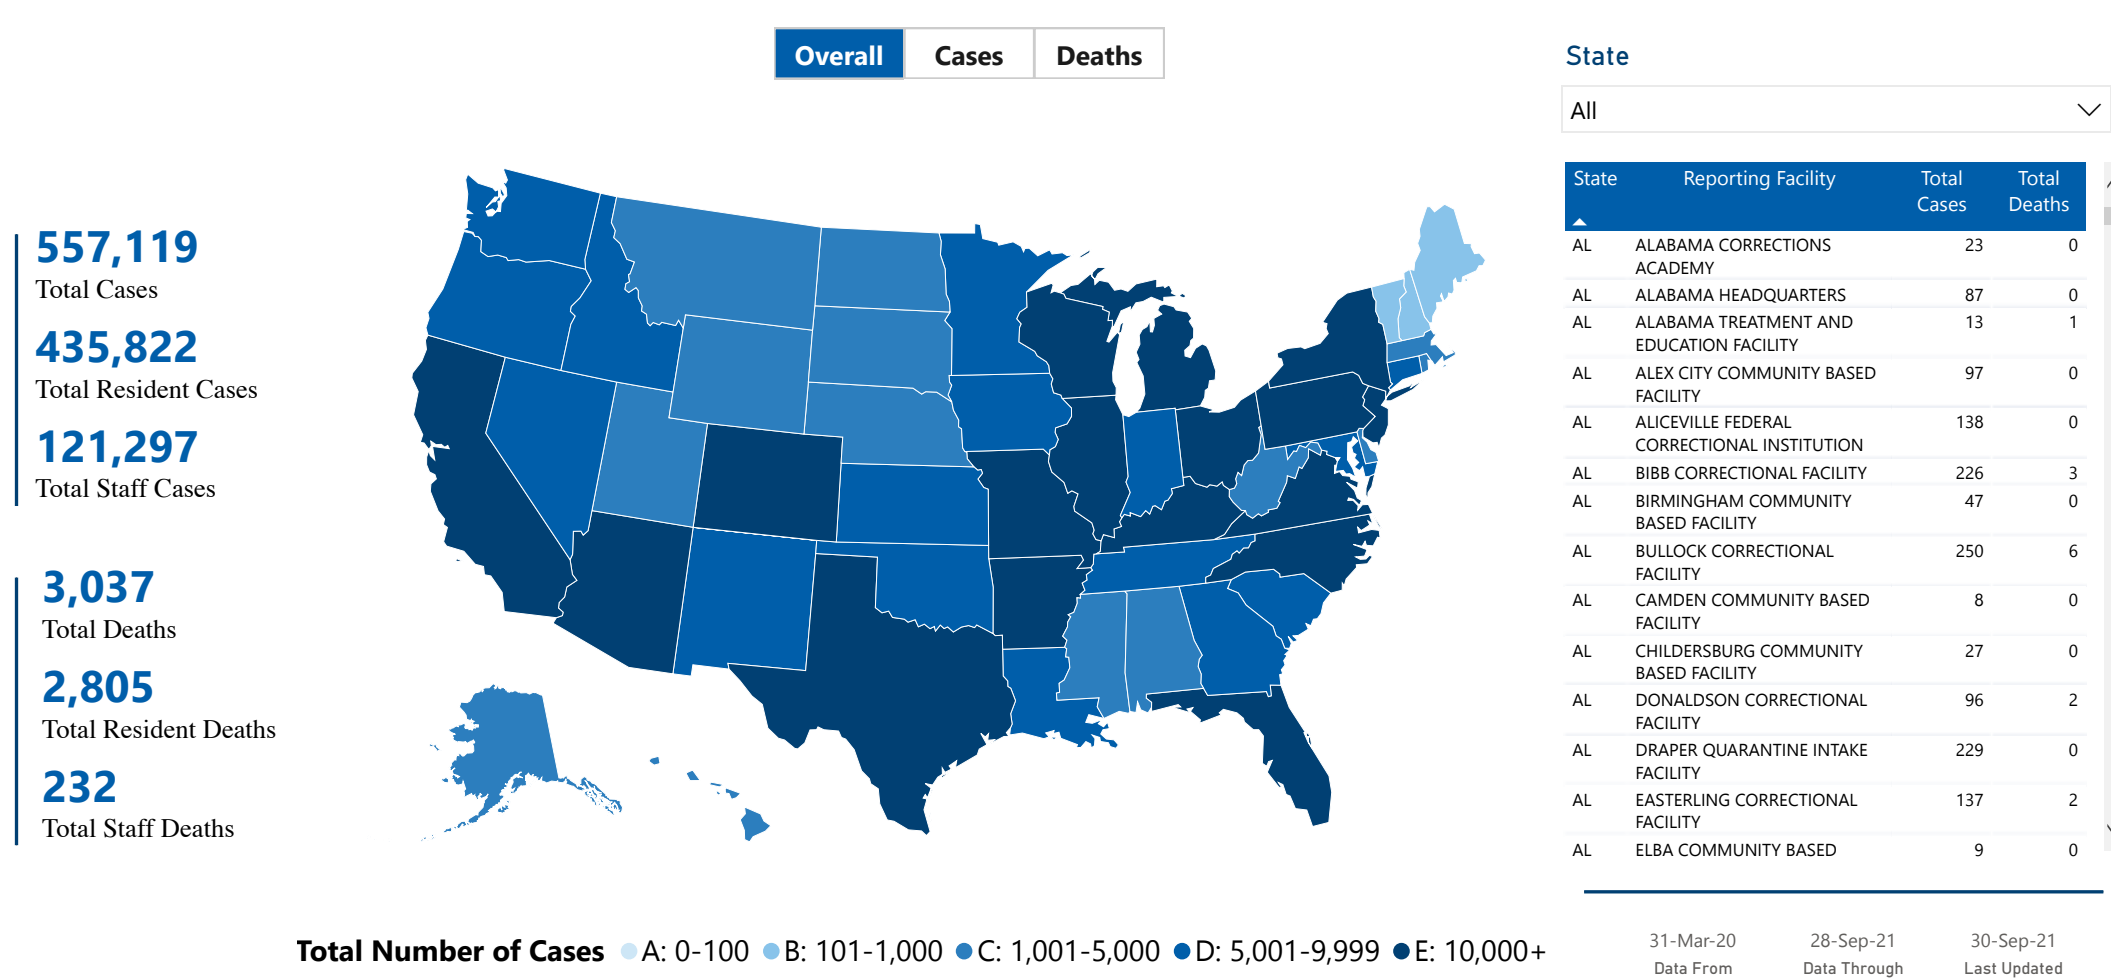 Overall Cases Deaths
State
All
557,119
Total Cases
435,822
Total Resident Cases
121,297
Total Staff Cases
3,037
Total Deaths
2,805
Total Resident Deaths
232
Total Staff Deaths
State Reporting Facility Total Cases Total Deaths
AL ALABAMA CORRECTIONS 23 0
ACADEMY
AL ALABAMA HEADQUARTERS 87 0
AL ALABAMA TREATMENT AND 13 1
EDUCATION FACILITY
AL ALEX CITY COMMUNITY BASED 97 0
FACILITY
AL ALICEVILLE FEDERAL 138 0
CORRECTIONAL INSTITUTION
AL BIBB CORRECTIONAL FACILITY 226 3
AL BIRMINGHAM COMMUNITY 47 0
BASED FACILITY
AL BULLOCK CORRECTIONAL 250 6
FACILITY
AL CAMDEN COMMUNITY BASED 8 0
FACILITY
AL CHILDERSBURG COMMUNITY 27 0
BASED FACILITY
AL DONALDSON CORRECTIONAL 96 2
FACILITY
AL DRAPER QUARANTINE INTAKE 229 0
FACILITY
AL EASTERLING CORRECTIONAL 137 2
FACILITY
AL ELBA COMMUNITY BASED 9 0
Total Number of Cases A: 0-100 B: 101-1,000 C: 1,001-5,000 D: 5,001-9,999 E: 10,000+
31-Mar-20 28-Sep-21 30-Sep-21
Data From Data Through Last Updated